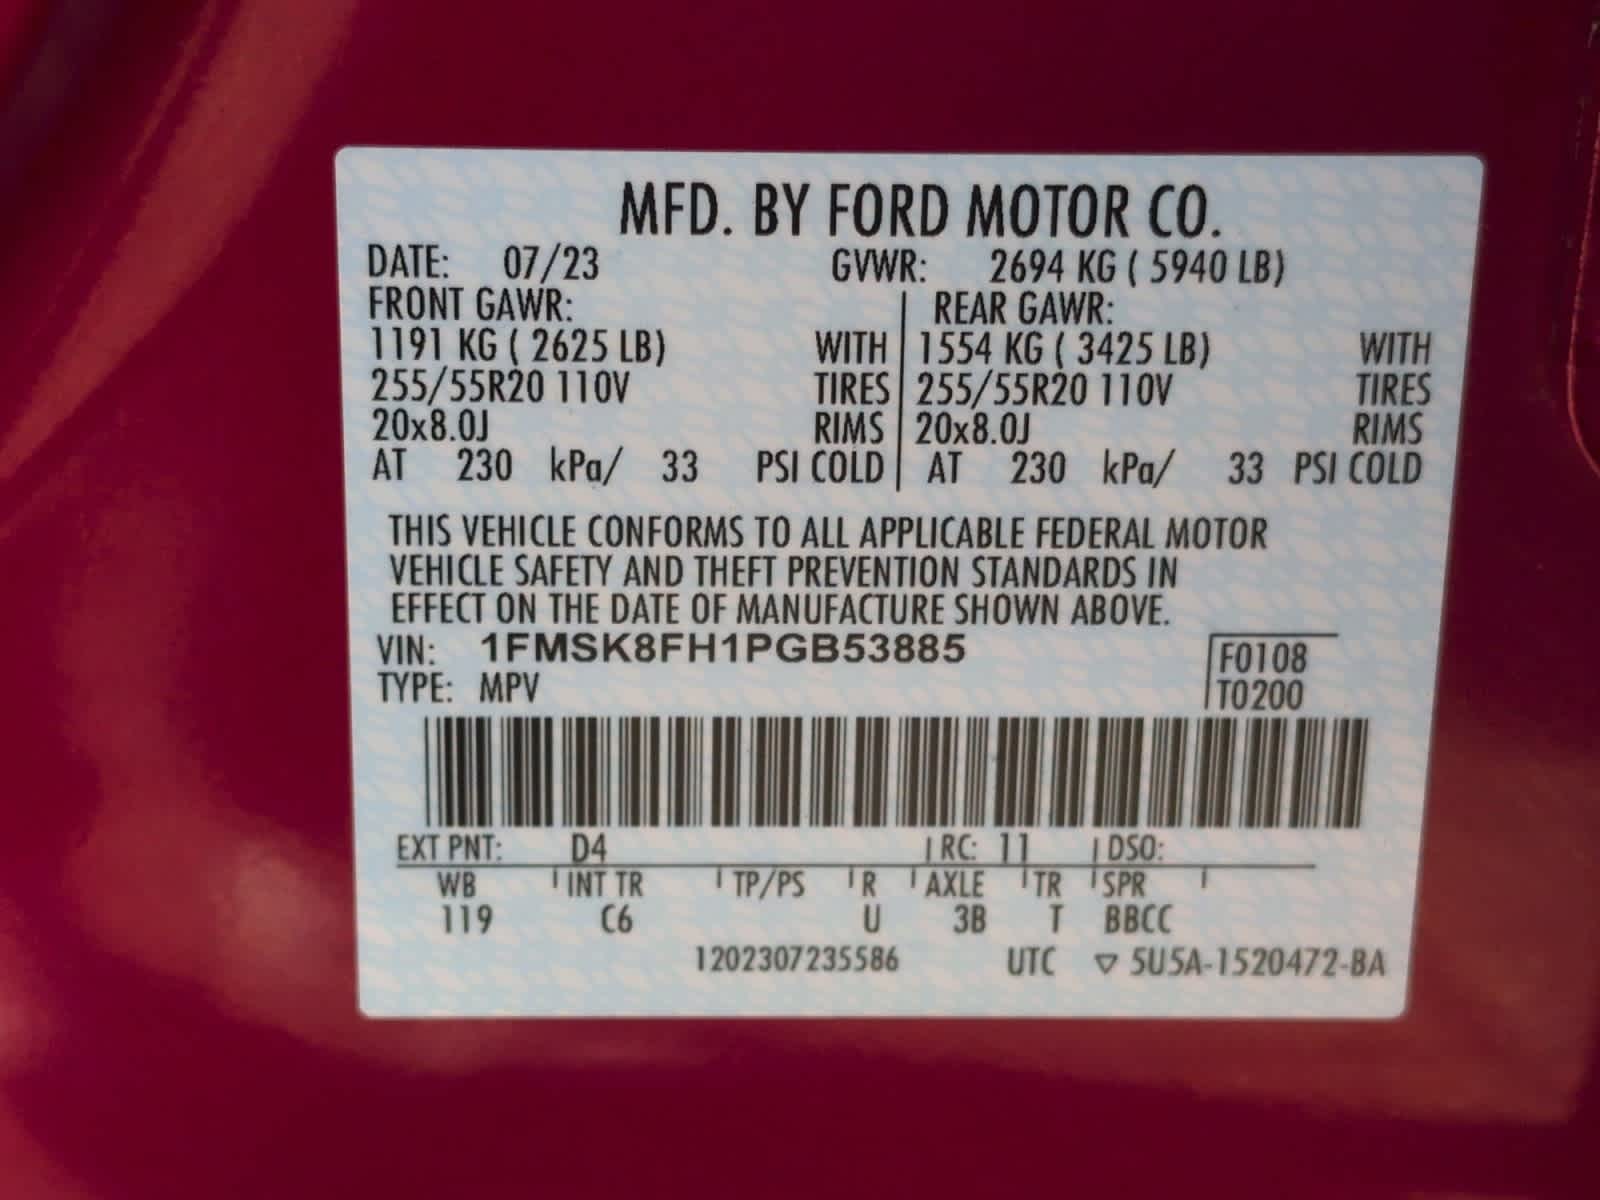 MFD. BY FORD MOTOR CO.
DATE: 07/23 GVWR: 2694 KG ( 5940 LB)
FRONT GAWR: REAR GAWR:
1191 KG ( 2625 LB) WITH 1554 KG ( 3425 LB) WITH
255/55R20 110V TIRES 255/55R20 110V TIRES
20x8.0J RIMS 20x8.0J RIMS
AT 230 kPa/ 33 PSI COLD AT 230 kPa/ 33 PSI COLD
THIS VEHICLE CONFORMS TO ALL APPLICABLE FEDERAL MOTOR
VEHICLE SAFETY AND THEFT PREVENTION STANDARDS IN
EFFECT ON THE DATE OF MANUFACTURE SHOWN ABOVE.
VIN: 1FMSK8FH1PGB53885 F0108
TYPE: MPV T0200
EXT PNT: D4 RC: 11 DSO:
WB INT TR TP/PS R AXLE TR SPR
119 C6 U 3B T BBCC
1202307235586 UTC ▽ 5U5A-1520472-BA